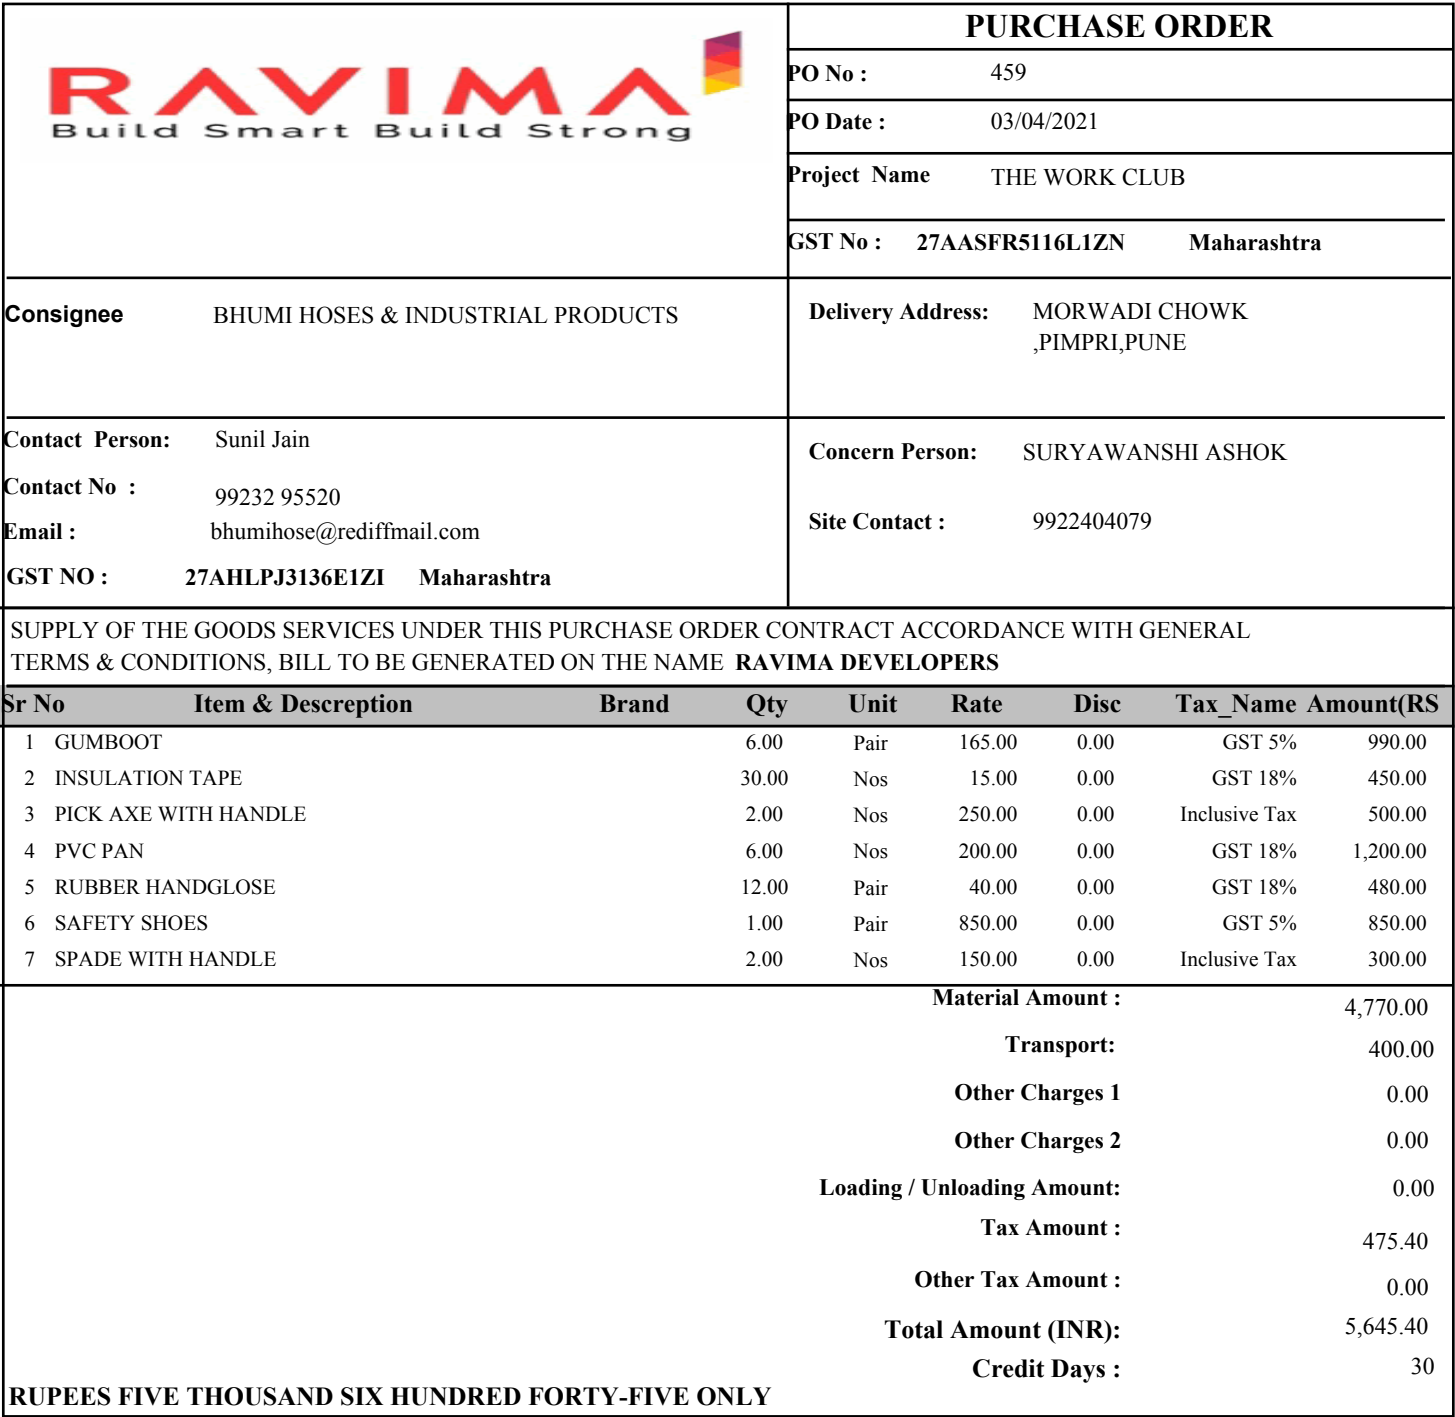 RAVIMA
Build Smart Build Strong
PURCHASE ORDER
PO No : 459
PO Date : 03/04/2021
Project Name THE WORK CLUB
GST No : 27AASFR5116L1ZN Maharashtra
Consignee BHUMI HOSES & INDUSTRIAL PRODUCTS
Delivery Address: MORWADI CHOWK
,PIMPRI,PUNE
Contact Person: Sunil Jain
Contact No : 99232 95520
Email : bhumihose@rediffmail.com
GST NO : 27AHLPJ3136E1ZI Maharashtra
Concern Person: SURYAWANSHI ASHOK
Site Contact : 9922404079
SUPPLY OF THE GOODS SERVICES UNDER THIS PURCHASE ORDER CONTRACT ACCORDANCE WITH GENERAL
TERMS & CONDITIONS, BILL TO BE GENERATED ON THE NAME RAVIMA DEVELOPERS
Sr No Item & Descreption Brand Qty Unit Rate Disc Tax_Name Amount(RS
1 GUMBOOT 6.00 Pair 165.00 0.00 GST 5% 990.00
2 INSULATION TAPE 30.00 Nos 15.00 0.00 GST 18% 450.00
3 PICK AXE WITH HANDLE 2.00 Nos 250.00 0.00 Inclusive Tax 500.00
4 PVC PAN 6.00 Nos 200.00 0.00 GST 18% 1,200.00
5 RUBBER HANDGLOSE 12.00 Pair 40.00 0.00 GST 18% 480.00
6 SAFETY SHOES 1.00 Pair 850.00 0.00 GST 5% 850.00
7 SPADE WITH HANDLE 2.00 Nos 150.00 0.00 Inclusive Tax 300.00
Material Amount : 4,770.00
Transport: 400.00
Other Charges 1 0.00
Other Charges 2 0.00
Loading / Unloading Amount: 0.00
Tax Amount : 475.40
Other Tax Amount : 0.00
Total Amount (INR): 5,645.40
Credit Days : 30
RUPEES FIVE THOUSAND SIX HUNDRED FORTY-FIVE ONLY